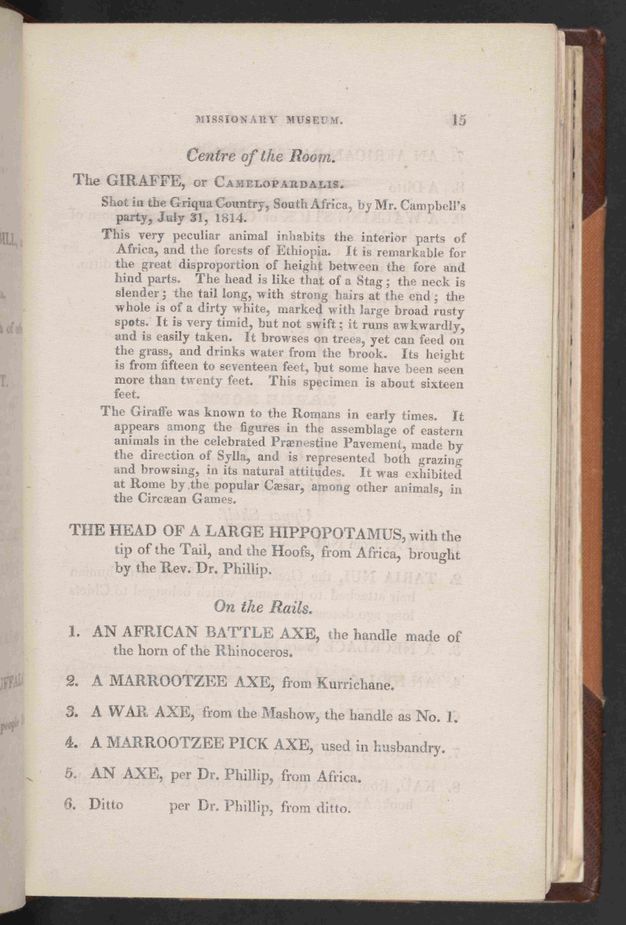 MISSIONARY MUSEUM. 15
Centre of the Room.
The GIRAFFE, or CAMELOPARDALIS.
Shot in the Griqua Country, South Africa, by Mr. Campbell's
party, July 31, 1814.
This very peculiar animal inhabits the interior parts of
Africa, and the forests of Ethiopia. It is remarkable for
the great disproportion of height between the fore and
hind parts. The head is like that of a Stag; the neck is
slender; the tail long, with strong hairs at the end; the
whole is of a dirty white, marked with large broad rusty
spots. It is very timid, but not swift; it runs awkwardly,
and is easily taken. It browses on trees, yet can feed on
the grass, and drinks water from the brook. Its height
is from fifteen to seventeen feet, but some have been seen
more than twenty feet. This specimen is about sixteen
feet.
The Giraffe was known to the Romans in early times. It
appears among the figures in the assemblage of eastern
animals in the celebrated Prænestine Pavement, made by
the direction of Sylla, and is represented both grazing
and browsing, in its natural attitudes. It was exhibited
at Rome by the popular Cæsar, among other animals, in
the Circæan Games.
THE HEAD OF A LARGE HIPPOPOTAMUS, with the
tip of the Tail, and the Hoofs, from Africa, brought
by the Rev. Dr. Phillip.
On the Rails.
1. AN AFRICAN BATTLE AXE, the handle made of
the horn of the Rhinoceros.
2. A MARROOTZEE AXE, from Kurrichane.
3. A WAR AXE, from the Mashow, the handle as No. 1.
4. A MARROOTZEE PICK AXE, used in husbandry.
5. AN AXE, per Dr. Phillip, from Africa.
6. Ditto per Dr. Phillip, from ditto.